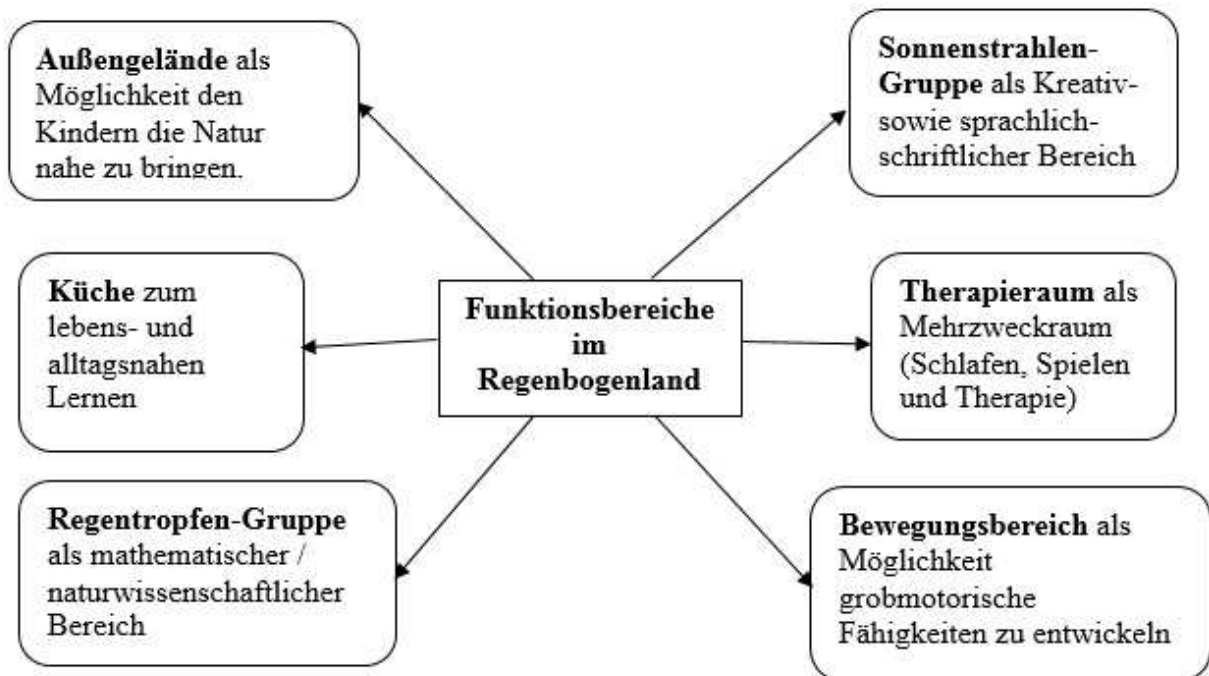 Außengelände als
Möglichkeit den
Kindern die Natur
nahe zu bringen.
Sonnenstrahlen-
Gruppe als Kreativ-
sowie sprachlich-
schriftlicher Bereich
Küche zum
lebens- und
alltagsnahen
Lernen
Funktionsbereiche
im
Regenbogenland
Therapieraum als
Mehrzweckraum
(Schlafen, Spielen
und Therapie)
Regentropfen-Gruppe
als mathematischer /
naturwissenschaftlicher
Bereich
Bewegungsbereich als
Möglichkeit
grobmotorische
Fähigkeiten zu entwickeln